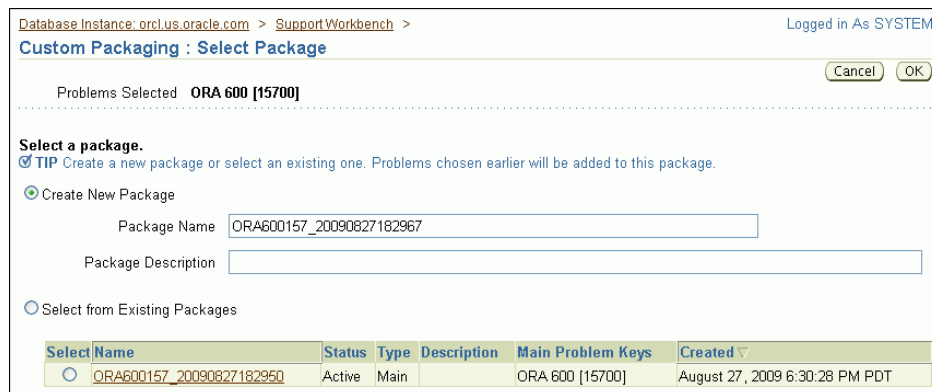 Database Instance: orcl.us.oracle.com > Support Workbench >
Logged in As SYSTEM
Custom Packaging : Select Package
Cancel OK
Problems Selected ORA 600 [15700]
Select a package.
TIP Create a new package or select an existing one. Problems chosen earlier will be added to this package.
Create New Package
Package Name ORA600157_20090827182967
Package Description
Select from Existing Packages
Select Name Status Type Description Main Problem Keys Created
ORA600157_20090827182950 Active Main ORA 600 [15700] August 27, 2009 6:30:28 PM PDT